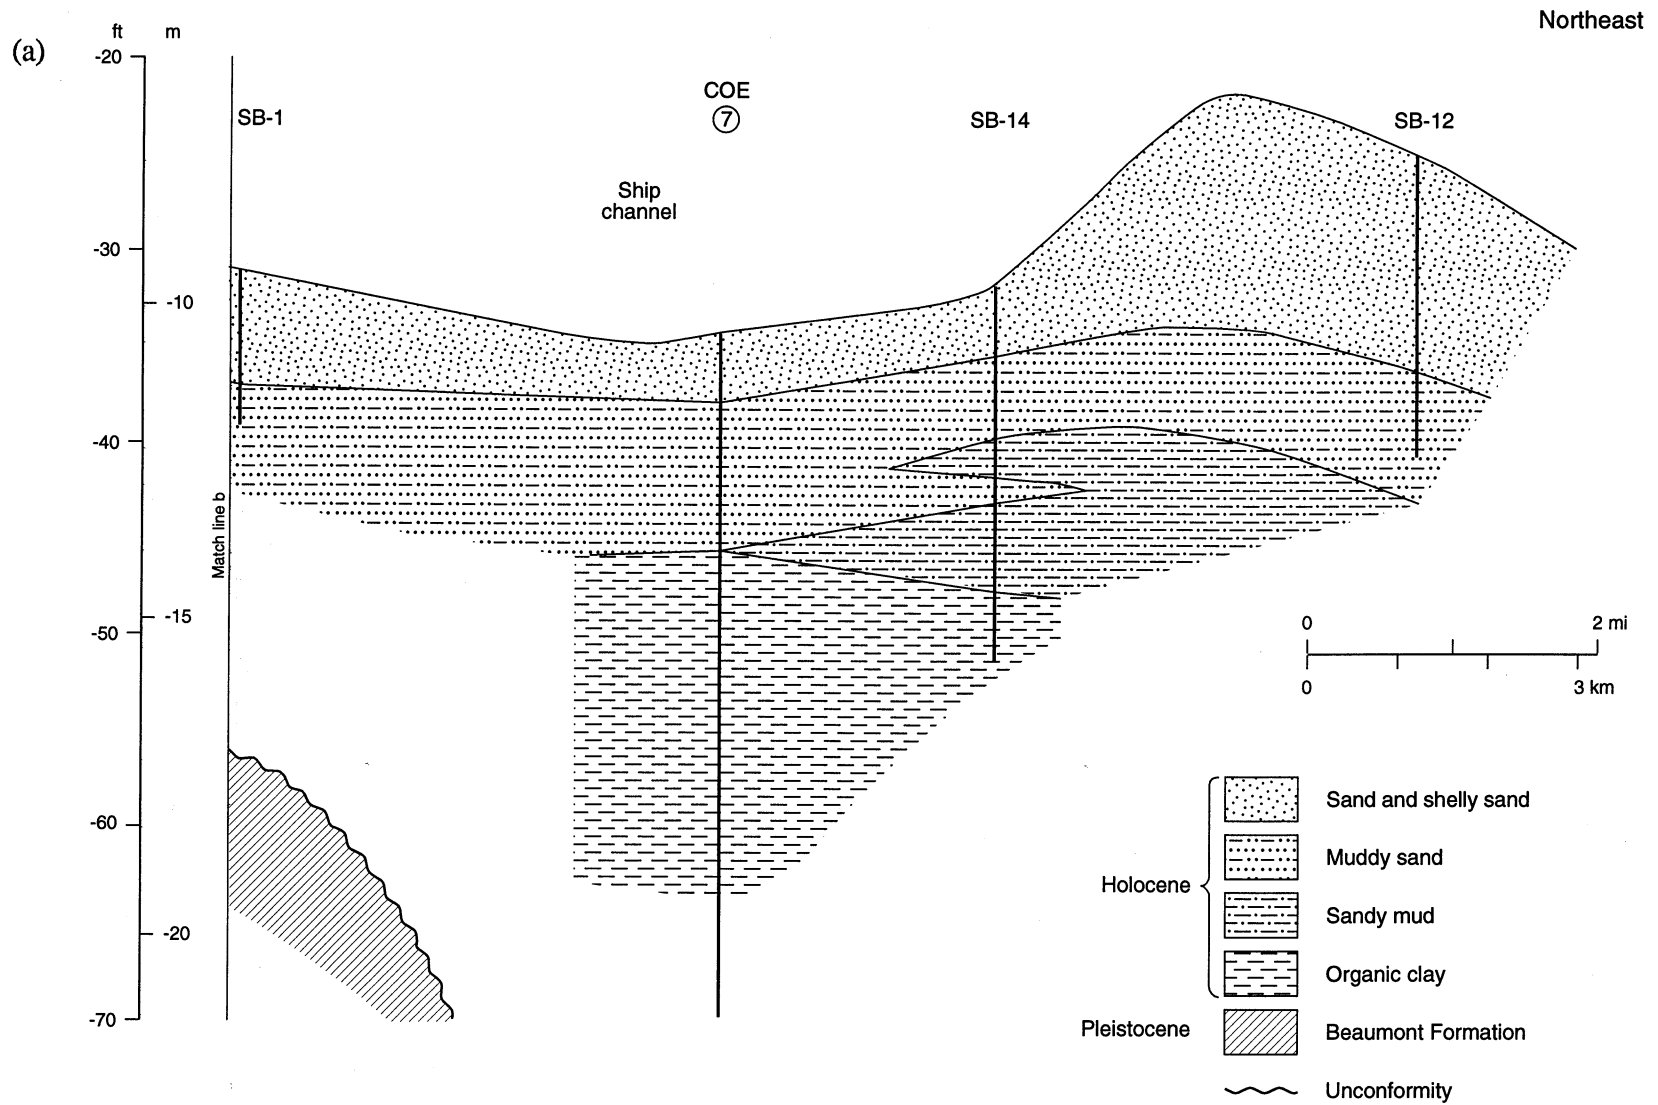 Northeast
(a)
ft m
-20
-30
-10
-40
-15
-50
-60
-20
-70
SB-1
COE
7
SB-14
SB-12
Ship
channel
Match line b
0 2 mi
0 3 km
Holocene
Sand and shelly sand
Muddy sand
Sandy mud
Organic clay
Pleistocene
Beaumont Formation
Unconformity